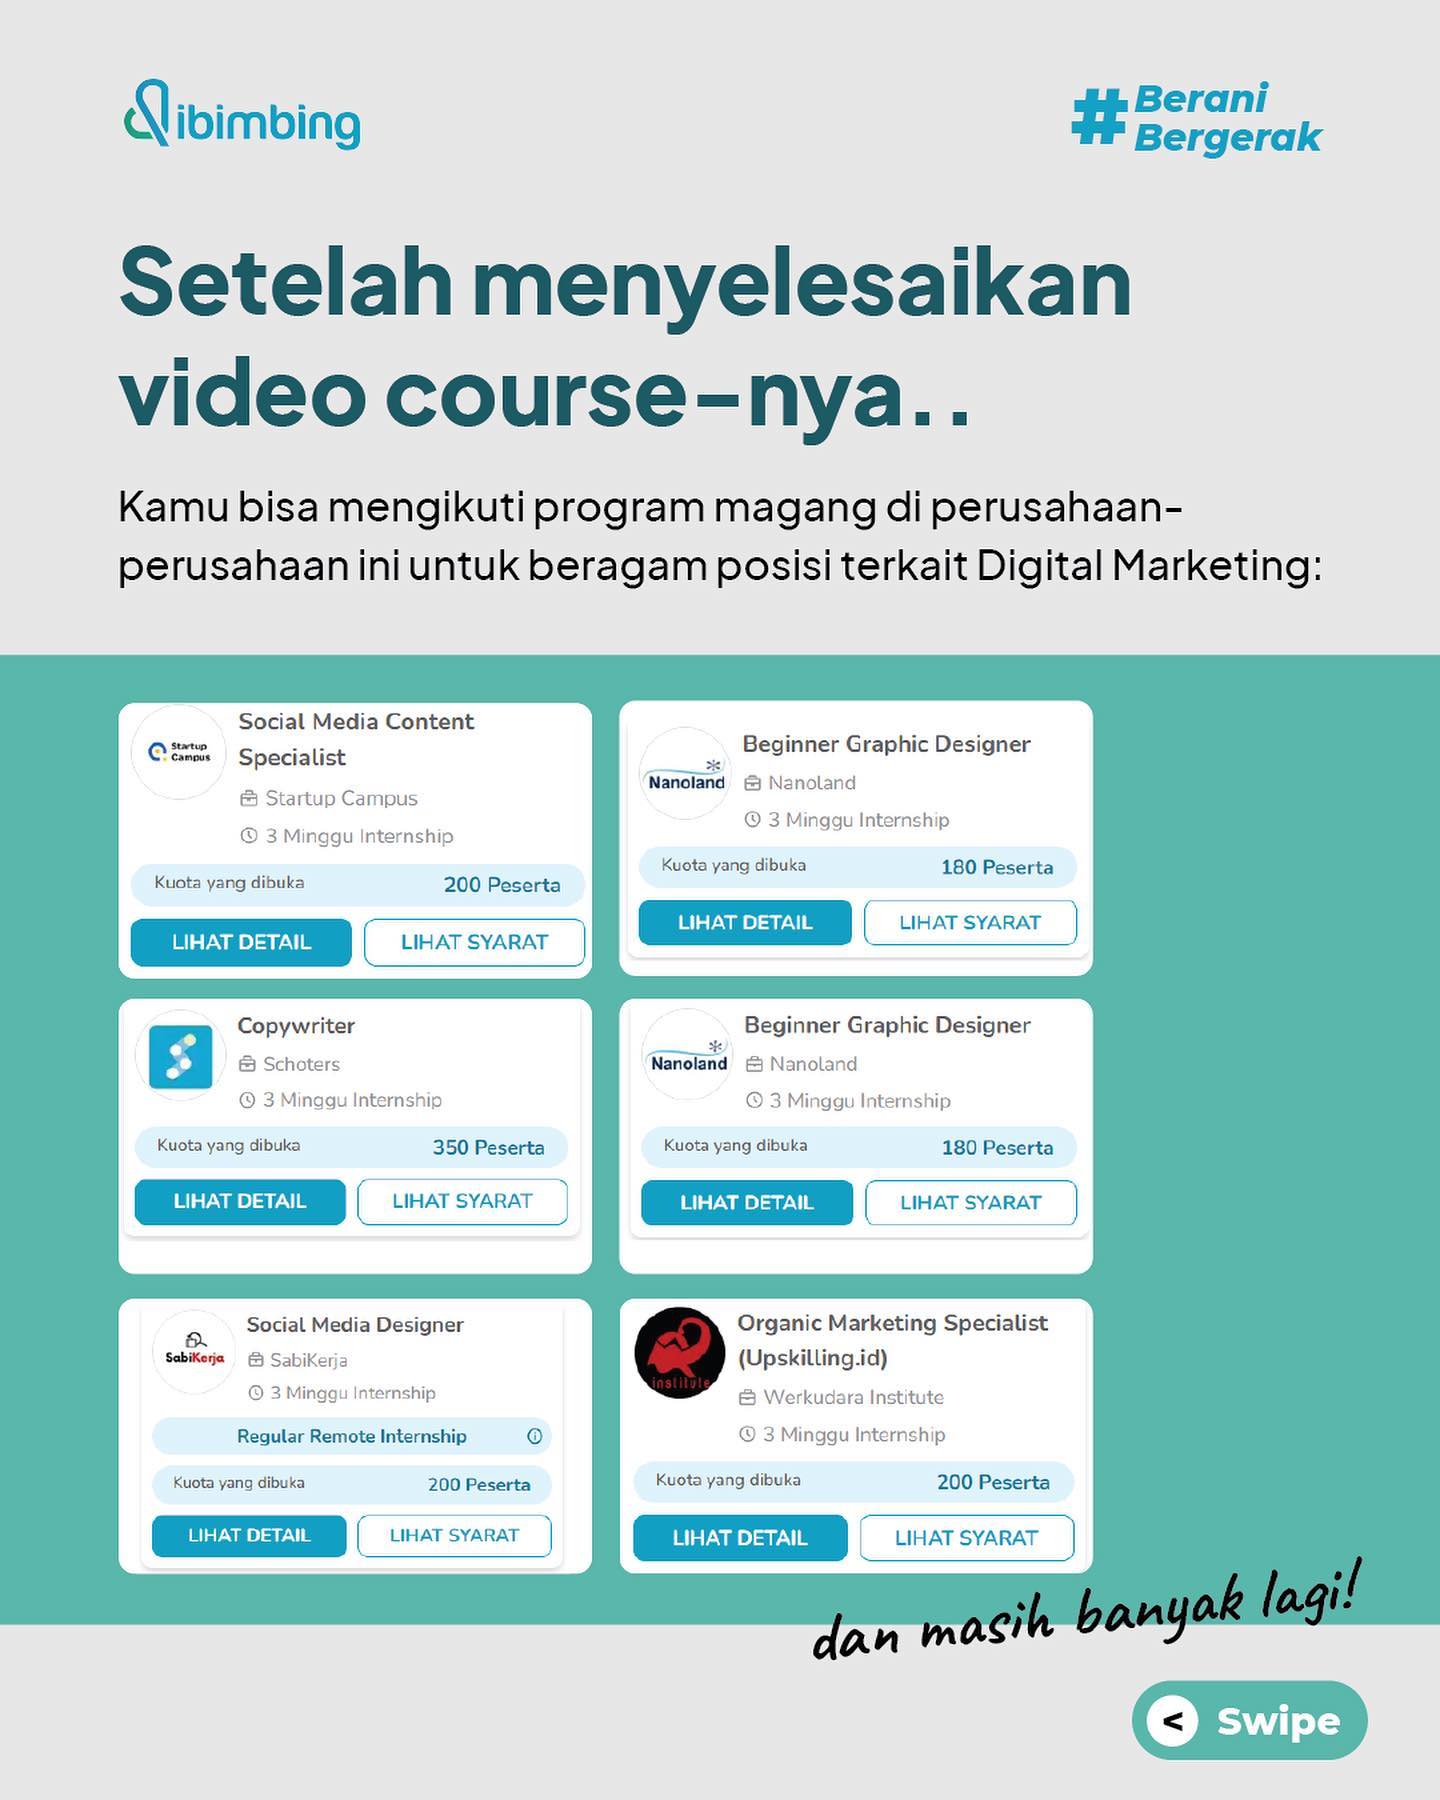 dibimbing
#Berani
Bergerak
Setelah menyelesaikan
video course-nya..
Kamu bisa mengikuti program magang di perusahaan-
perusahaan ini untuk beragam posisi terkait Digital Marketing:
Startup
Campus
Social Media Content
Specialist
Startup Campus
3 Minggu Internship
Kuota yang dibuka 200 Peserta
LIHAT DETAIL LIHAT SYARAT
Nanoland
Beginner Graphic Designer
Nanoland
3 Minggu Internship
Kuota yang dibuka 180 Peserta
LIHAT DETAIL LIHAT SYARAT
Copywriter
Schoters
3 Minggu Internship
Kuota yang dibuka 350 Peserta
LIHAT DETAIL LIHAT SYARAT
Nanoland
Beginner Graphic Designer
Nanoland
3 Minggu Internship
Kuota yang dibuka 180 Peserta
LIHAT DETAIL LIHAT SYARAT
SabiKerja
Social Media Designer
SabiKerja
3 Minggu Internship
Regular Remote Internship
Kuota yang dibuka 200 Peserta
LIHAT DETAIL LIHAT SYARAT
institute
Organic Marketing Specialist
(Upskilling.id)
Werkudara Institute
3 Minggu Internship
Kuota yang dibuka 200 Peserta
LIHAT DETAIL LIHAT SYARAT
dan masih banyak lagi!
< Swipe